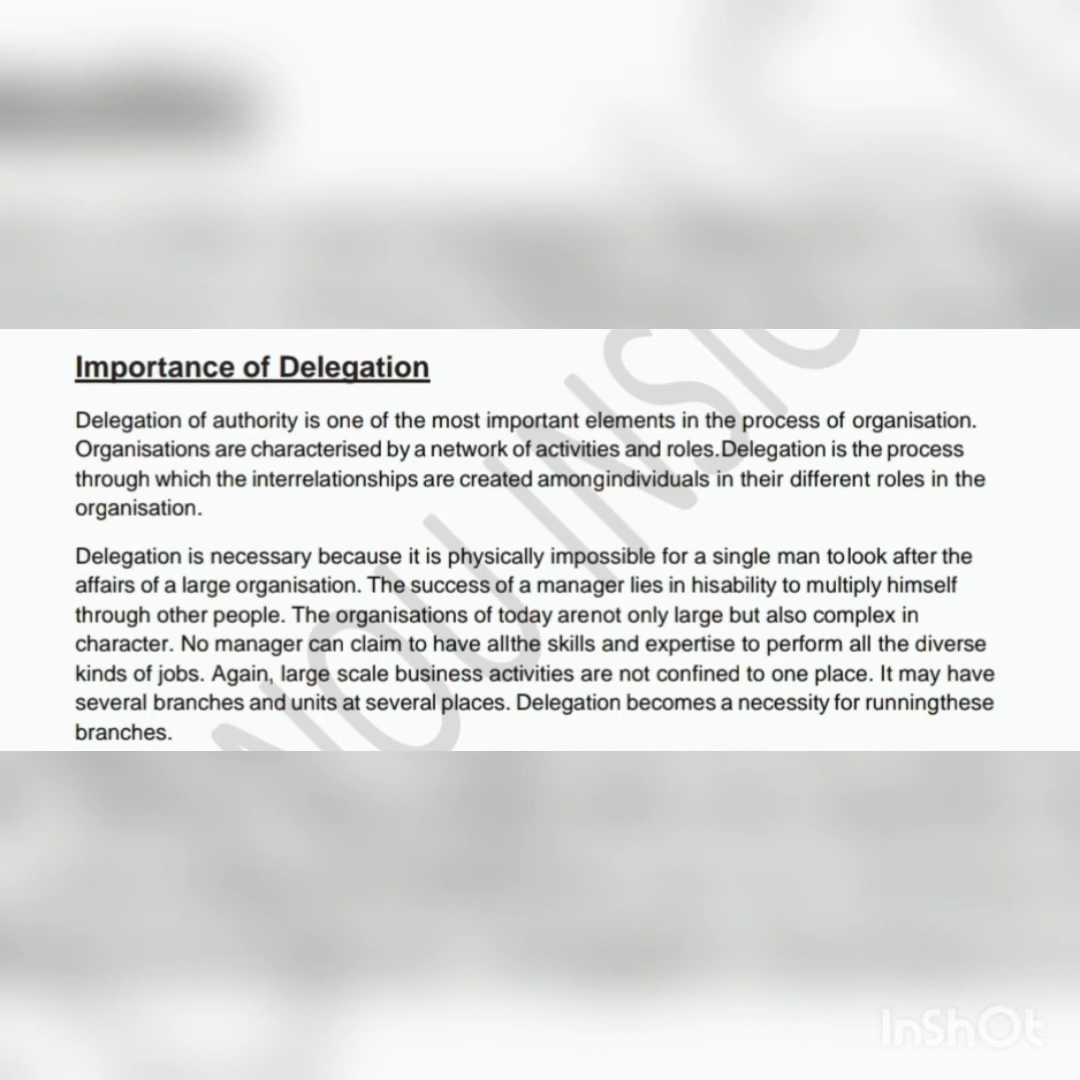 Importance of Delegation
Delegation of authority is one of the most important elements in the process of organisation.
Organisations are characterised by a network of activities and roles.Delegation is the process
through which the interrelationships are created amongindividuals in their different roles in the
organisation.
Delegation is necessary because it is physically impossible for a single man tolook after the
affairs of a large organisation. The success of a manager lies in hisability to multiply himself
through other people. The organisations of today arenot only large but also complex in
character. No manager can claim to have allthe skills and expertise to perform all the diverse
kinds of jobs. Again, large scale business activities are not confined to one place. It may have
several branches and units at several places. Delegation becomes a necessity for runningthese
branches.
InShOt